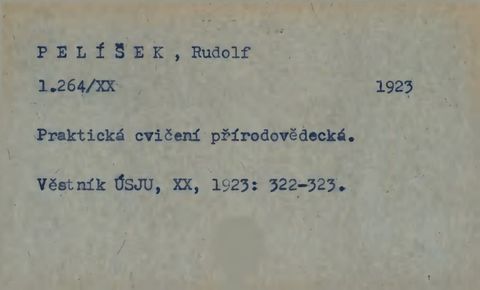 P E L Í Š E K , Rudolf
1.264/XX 1923
Praktická cvičení přírodovědecká.
Věstník ÚSJU, XX, 1923: 322-323.